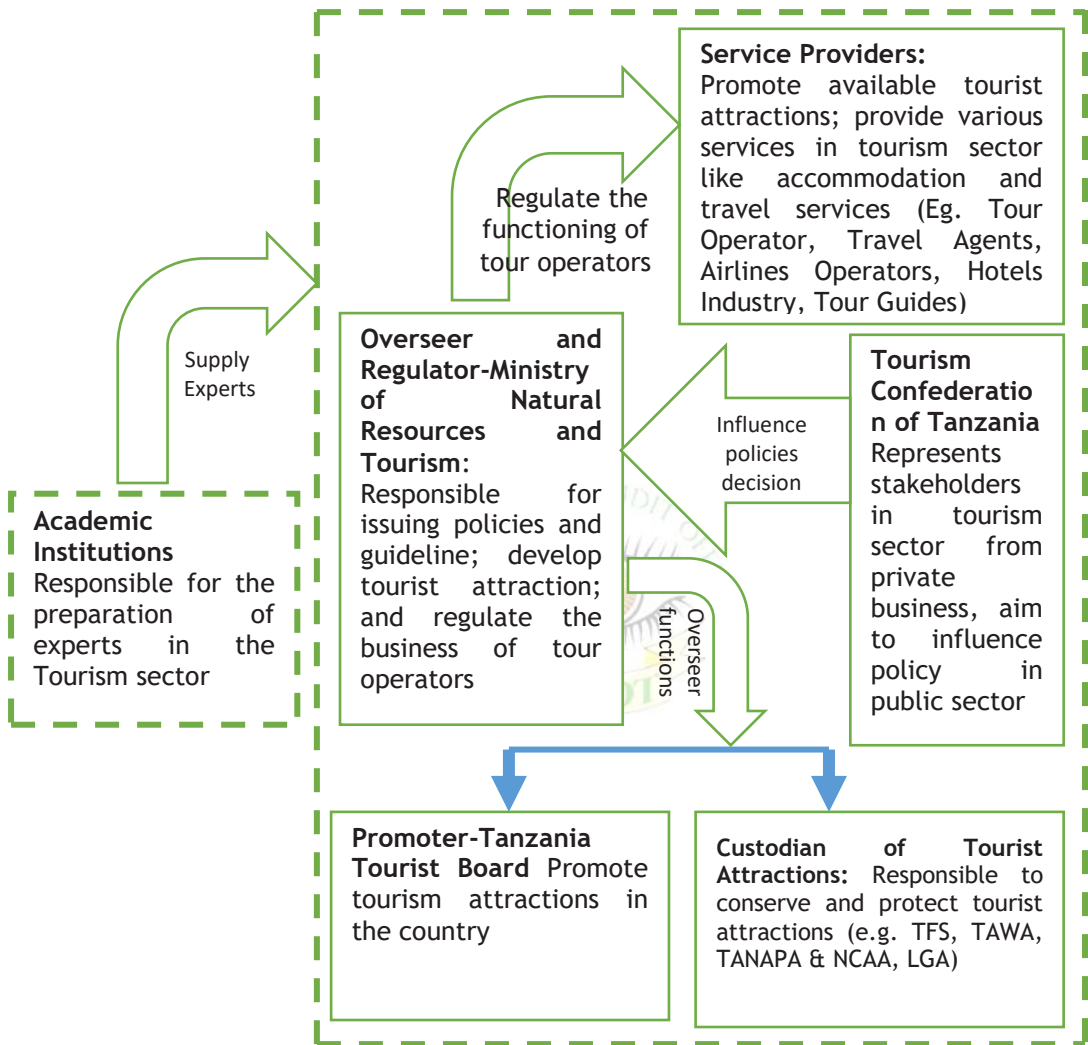 Service Providers:
Promote available tourist
attractions; provide various
services in tourism sector
like accommodation and
travel services (Eg. Tour
Operator, Travel Agents,
Airlines Operators, Hotels
Industry, Tour Guides)
Regulate the
functioning of
tour operators
Supply
Experts
Overseer and
Regulator-Ministry
of Natural
Resources and
Tourism:
Responsible for
issuing policies and
guideline; develop
tourist attraction;
and regulate the
business of tour
operators
Influence
policies
decision
Tourism
Confederatio
n of Tanzania
Represents
stakeholders
in tourism
sector from
private
business, aim
to influence
policy in
public sector
Academic
Institutions
Responsible for the
preparation of
experts in the
Tourism sector
Overseer
functions
Promoter-Tanzania
Tourist Board Promote
tourism attractions in
the country
Custodian of Tourist
Attractions: Responsible to
conserve and protect tourist
attractions (e.g. TFS, TAWA,
TANAPA & NCAA, LGA)